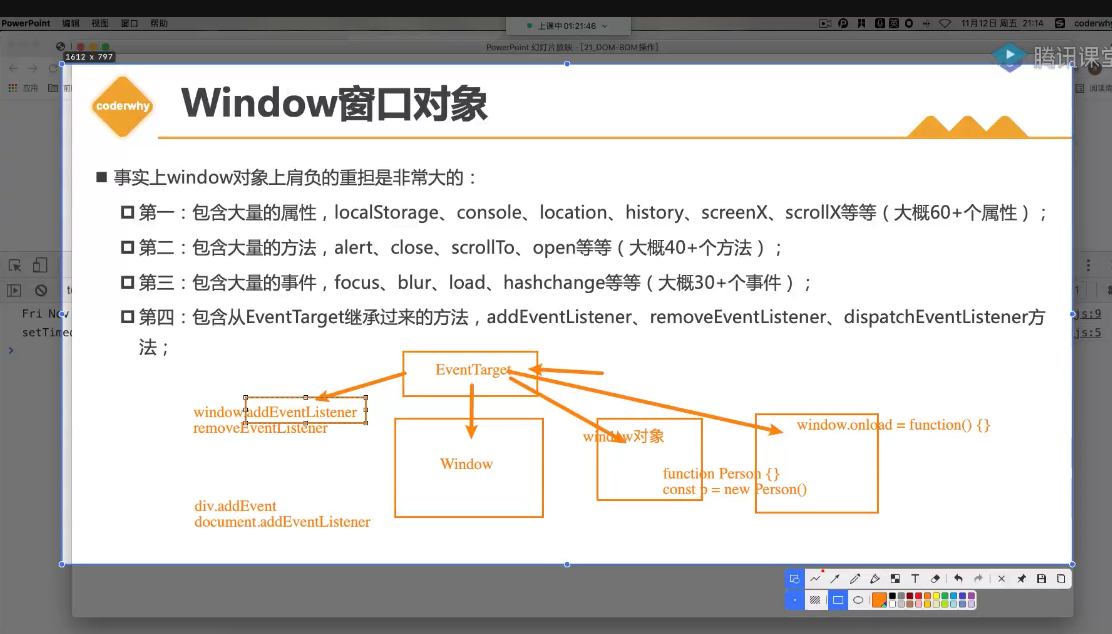 PowerPoint 编辑 视图 窗口 帮助
上课中 01:21:46
11月12日 周五 21:14
coderwhy
PowerPoint 幻灯片放映 - [21_DOM-BOM操作]
1612 x 797
腾讯课堂
应用
coderwhy
Window窗口对象
事实上window对象上肩负的重担是非常大的：
第一：包含大量的属性，localStorage、console、location、history、screenX、scrollX等等（大概60+个属性）；
第二：包含大量的方法，alert、close、scrollTo、open等等（大概40+个方法）；
第三：包含大量的事件，focus、blur、load、hashchange等等（大概30+个事件）；
第四：包含从EventTarget继承过来的方法，addEventListener、removeEventListener、dispatchEventListener方
法；
Fri Nov
setTimeo
js:9
js:5
EventTarget
window.addEventListener
removeEventListener
Window
window对象
window.onload = function() {}
function Person {}
const p = new Person()
div.addEvent
document.addEventListener